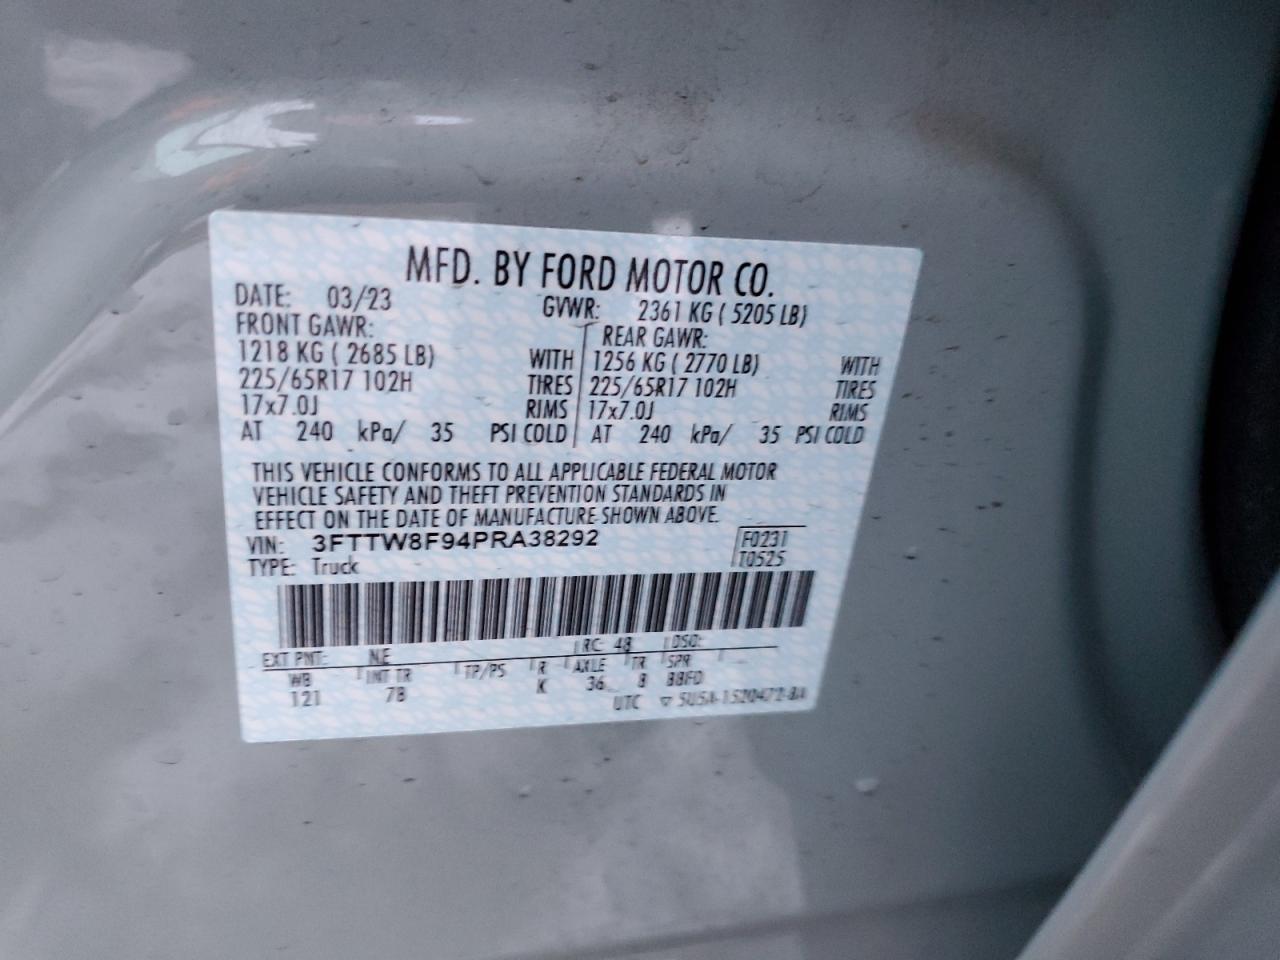 MFD. BY FORD MOTOR CO.
DATE: 03/23 GVWR: 2361 KG ( 5205 LB)
FRONT GAWR: REAR GAWR:
1218 KG ( 2685 LB) WITH 1256 KG ( 2770 LB) WITH
225/65R17 102H TIRES 225/65R17 102H TIRES
17x7.0J RIMS 17x7.0J RIMS
AT 240 kPa/ 35 PSI COLD AT 240 kPa/ 35 PSI COLD
THIS VEHICLE CONFORMS TO ALL APPLICABLE FEDERAL MOTOR
VEHICLE SAFETY AND THEFT PREVENTION STANDARDS IN
EFFECT ON THE DATE OF MANUFACTURE SHOWN ABOVE.
VIN: 3FTTW8F94PRA38292 F0231
TYPE: Truck T0525
EXT PNT: NE RC: 48 DSO:
WB INT TR TP/PS R AXLE TR SPR
121 7B K 36 8 BBFD
UTC ▽ 5U5A-1520472-BA